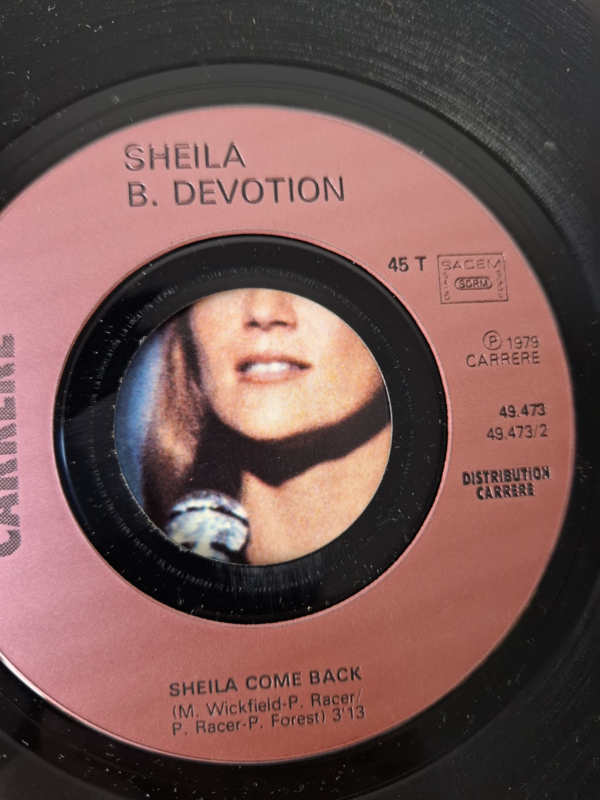 SHEILA
B. DEVOTION
45 T
SACEM
SDRM
℗ 1979
CARRERE
49.473
49.473/2
DISTRIBUTION
CARRERE
CARRERE
SHEILA COME BACK
(M. Wickfield-P. Racer/
P. Racer-P. Forest) 3'13